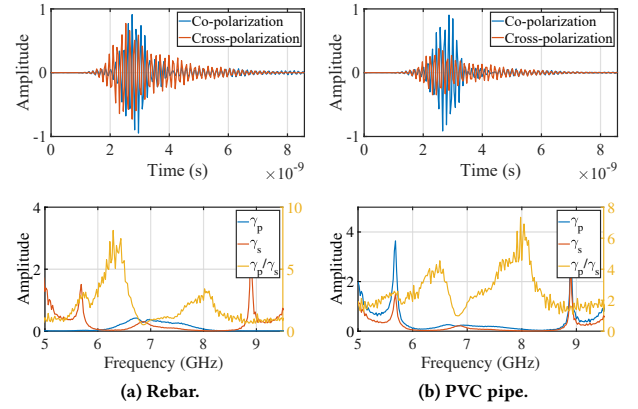 Co-polarization
Cross-polarization
1
0
-1
Amplitude
0 2 4 6 8
Time (s)
×10⁻⁹
Co-polarization
Cross-polarization
1
0
-1
Amplitude
0 2 4 6 8
Time (s)
×10⁻⁹
4
2
0
Amplitude
γp
γs
γp/γs
10
5
0
5 6 7 8 9
Frequency (GHz)
4
2
0
Amplitude
γp
γs
γp/γs
8
6
4
2
0
5 6 7 8 9
Frequency (GHz)
(a) Rebar.
(b) PVC pipe.